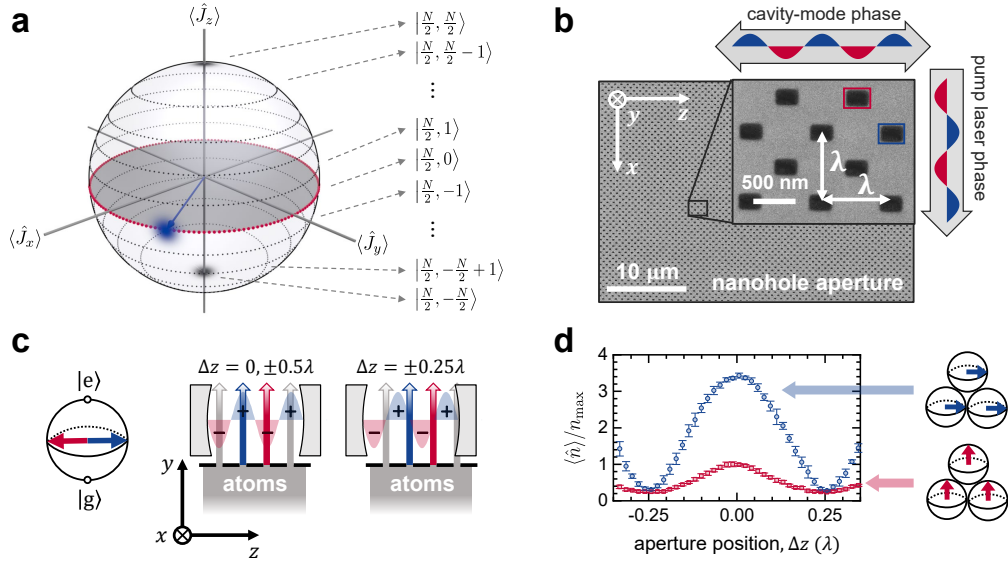 a
⟨Ĵz⟩
⟨Ĵx⟩
⟨Ĵy⟩
|N/2, N/2⟩
|N/2, N/2 −1⟩
⋮
|N/2, 1⟩
|N/2, 0⟩
|N/2, −1⟩
⋮
|N/2, −N/2 + 1⟩
|N/2, −N/2⟩
b
cavity-mode phase
pump laser phase
y
z
x
λ
λ
500 nm
10 μm
nanohole aperture
c
|e⟩
|g⟩
Δz = 0, ±0.5λ
Δz = ±0.25λ
− + − +
− + − +
atoms
atoms
y
x
z
d
⟨n̂⟩/nmax
4
3
2
1
0
-0.25
0.00
0.25
aperture position, Δz (λ)